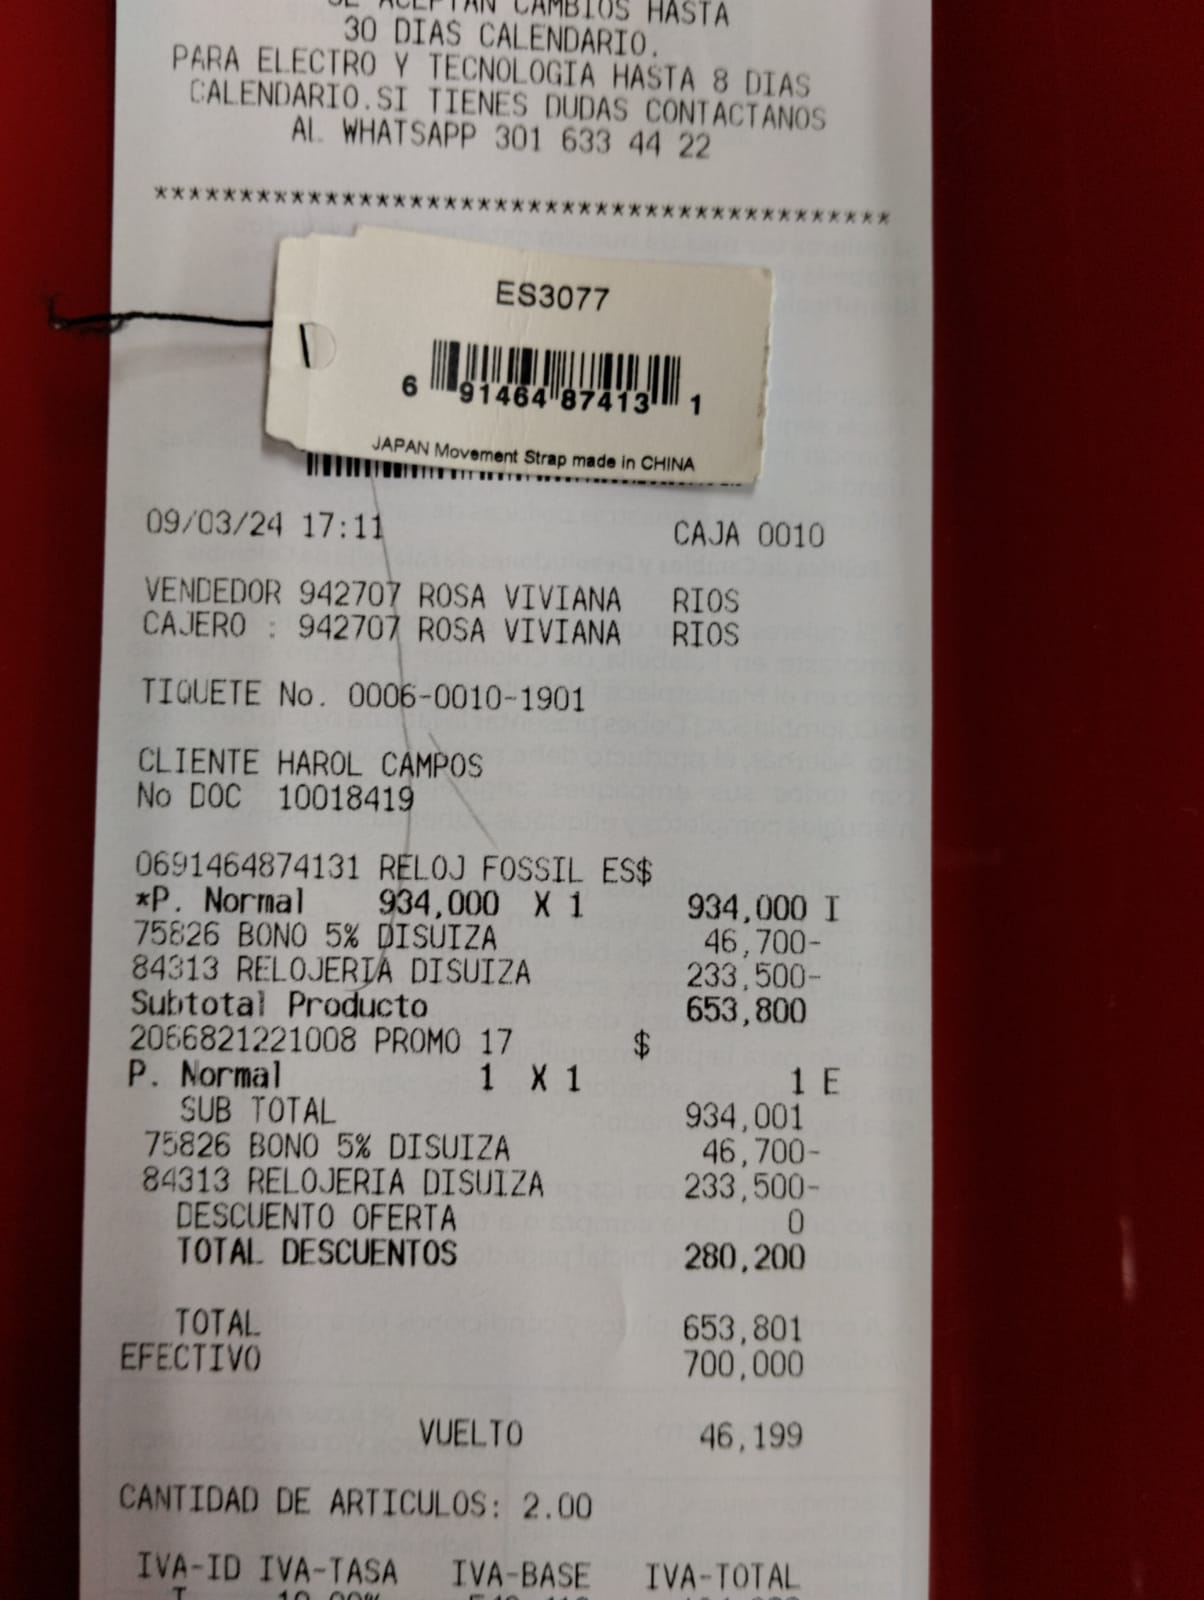 SE ACEPTAN CAMBIOS HASTA
30 DIAS CALENDARIO.
PARA ELECTRO Y TECNOLOGIA HASTA 8 DIAS
CALENDARIO.SI TIENES DUDAS CONTACTANOS
AL WHATSAPP 301 633 44 22
*******************************************
ES3077
6 91464 87413 1
JAPAN Movement Strap made in CHINA
09/03/24 17:11 CAJA 0010
VENDEDOR 942707 ROSA VIVIANA RIOS
CAJERO : 942707 ROSA VIVIANA RIOS
TIQUETE No. 0006-0010-1901
CLIENTE HAROL CAMPOS
No DOC 10018419
0691464874131 RELOJ FOSSIL ES$
*P. Normal 934,000 X 1 934,000 I
75826 BONO 5% DISUIZA 46,700-
84313 RELOJERIA DISUIZA 233,500-
Subtotal Producto 653,800
2066821221008 PROMO 17 $
P. Normal 1 X 1 1 E
SUB TOTAL 934,001
75826 BONO 5% DISUIZA 46,700-
84313 RELOJERIA DISUIZA 233,500-
DESCUENTO OFERTA 0
TOTAL DESCUENTOS 280,200
TOTAL 653,801
EFECTIVO 700,000
VUELTO 46,199
CANTIDAD DE ARTICULOS: 2.00
IVA-ID IVA-TASA IVA-BASE IVA-TOTAL